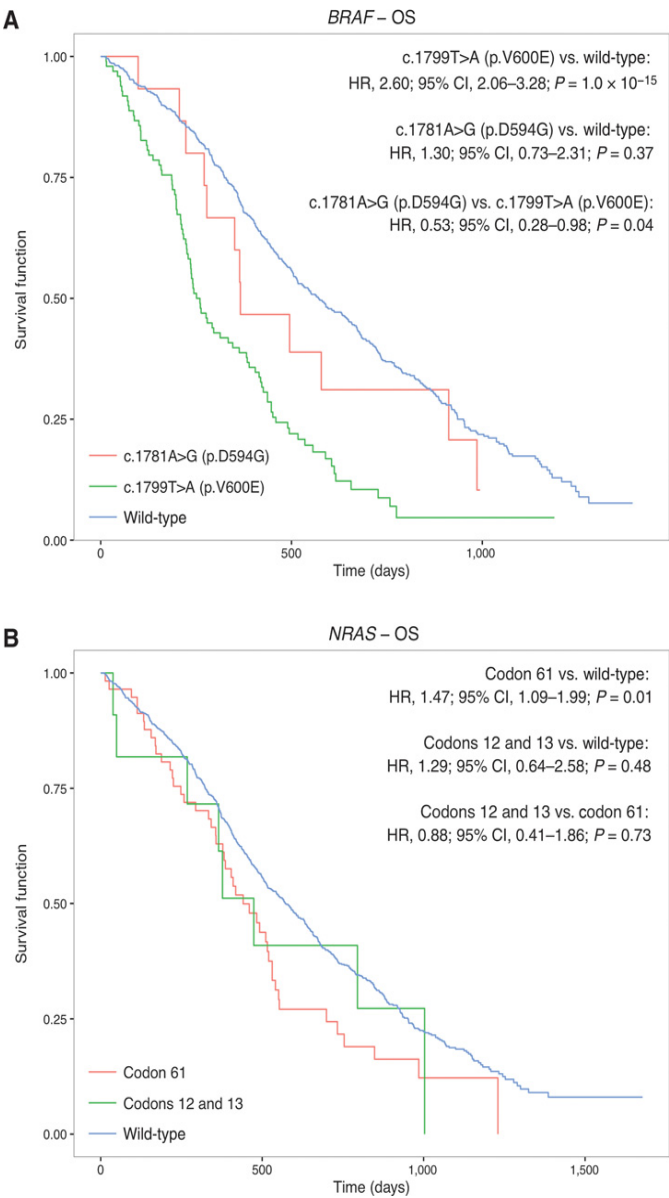 A
BRAF – OS
c.1799T>A (p.V600E) vs. wild-type:
HR, 2.60; 95% CI, 2.06–3.28; P = 1.0 × 10⁻¹⁵
c.1781A>G (p.D594G) vs. wild-type:
HR, 1.30; 95% CI, 0.73–2.31; P = 0.37
c.1781A>G (p.D594G) vs. c.1799T>A (p.V600E):
HR, 0.53; 95% CI, 0.28–0.98; P = 0.04
Survival function
1.00
0.75
0.50
0.25
0.00
c.1781A>G (p.D594G)
c.1799T>A (p.V600E)
Wild-type
0
500
1,000
Time (days)
B
NRAS – OS
Codon 61 vs. wild-type:
HR, 1.47; 95% CI, 1.09–1.99; P = 0.01
Codons 12 and 13 vs. wild-type:
HR, 1.29; 95% CI, 0.64–2.58; P = 0.48
Codons 12 and 13 vs. codon 61:
HR, 0.88; 95% CI, 0.41–1.86; P = 0.73
Survival function
1.00
0.75
0.50
0.25
0.00
Codon 61
Codons 12 and 13
Wild-type
0
500
1,000
1,500
Time (days)